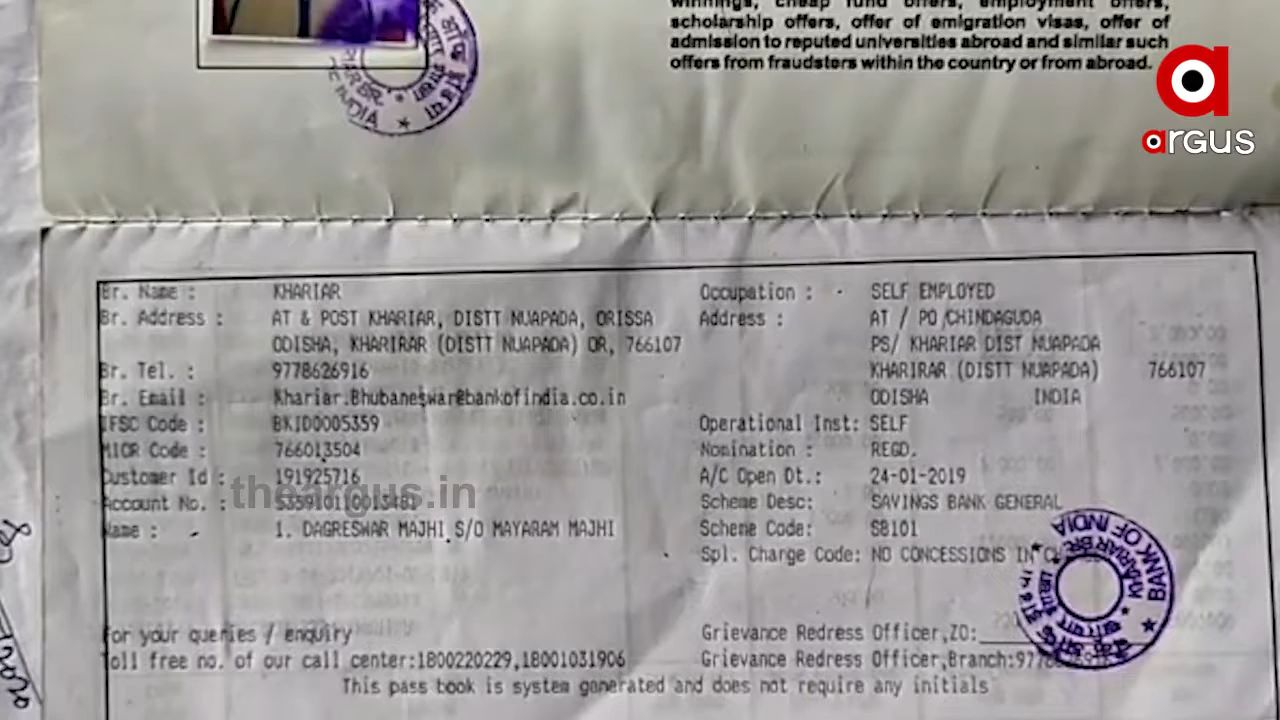 winnings, cheap fund offers, employment offers,
scholarship offers, offer of emigration visas, offer of
admission to reputed universities abroad and similar such
offers from fraudsters within the country or from abroad.
argus
Br. Name : KHARIAR
Br. Address : AT & POST KHARIAR, DISTT NUAPADA, ORISSA
ODISHA, KHARIRAR (DISTT NUAPADA) OR, 766107
Br. Tel. : 9778626916
Br. Email : Khariar.Bhubaneswar@bankofindia.co.in
IFSC Code : BKID0005359
MICR Code : 766013504
Customer Id : 191925716
Account No. :
theargus.in
Name : 1. DAGRESWAR MAJHI S/O MAYARAM MAJHI
Occupation : SELF EMPLOYED
Address : AT / PO CHINDAGUDA
PS/ KHARIAR DIST NUAPADA
KHARIRAR (DISTT NUAPADA) 766107
ODISHA INDIA
Operational Inst: SELF
Nomination : REGD.
A/C Open Dt.: 24-01-2019
Scheme Desc: SAVINGS BANK GENERAL
Scheme Code: SB101
Spl. Charge Code: NO CONCESSIONS IN
BANK OF INDIA
KHARIAR BR.
For your queries / enquiry
Toll free no. of our call center:1800220229,18001031906
Grievance Redress Officer,ZO:
Grievance Redress Officer,Branch:
This pass book is system generated and does not require any initials